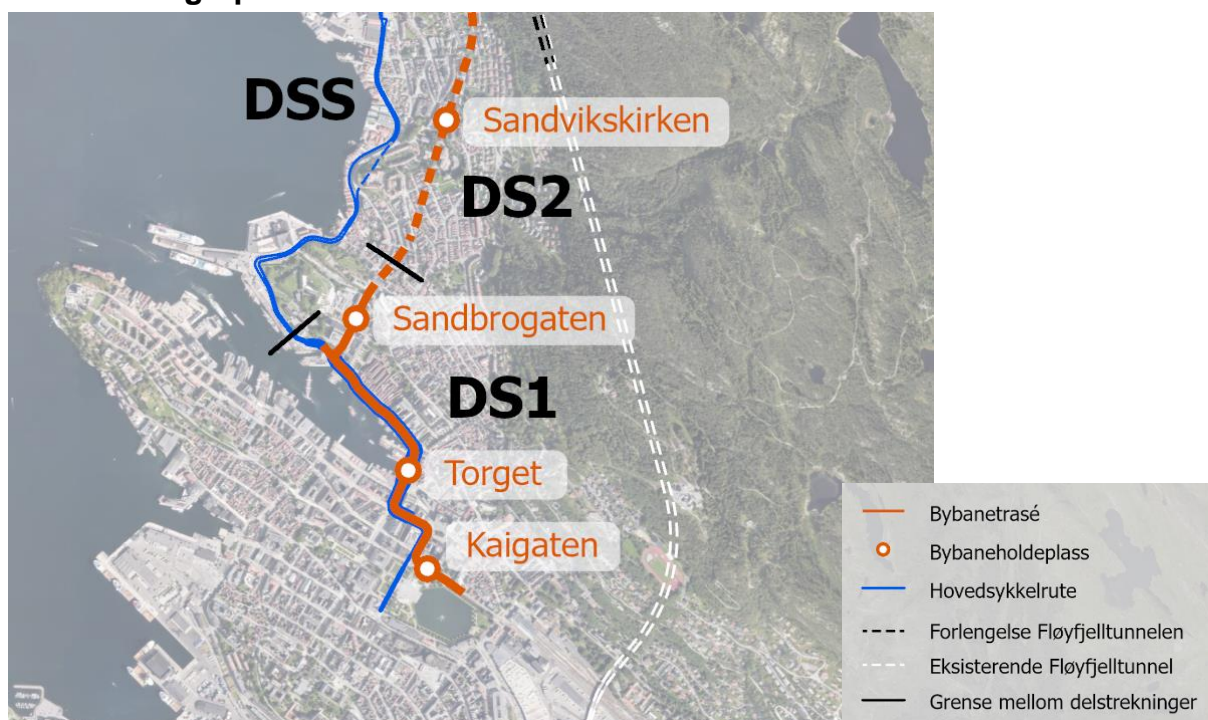 DSS
Sandvikskirken
DS2
Sandbrogaten
DS1
Torget
Kaigaten
Bybanetrasé
Bybaneholdeplass
Hovedsykkelrute
Forlengelse Fløyfjelltunnelen
Eksisterende Fløyfjelltunnel
Grense mellom delstrekninger